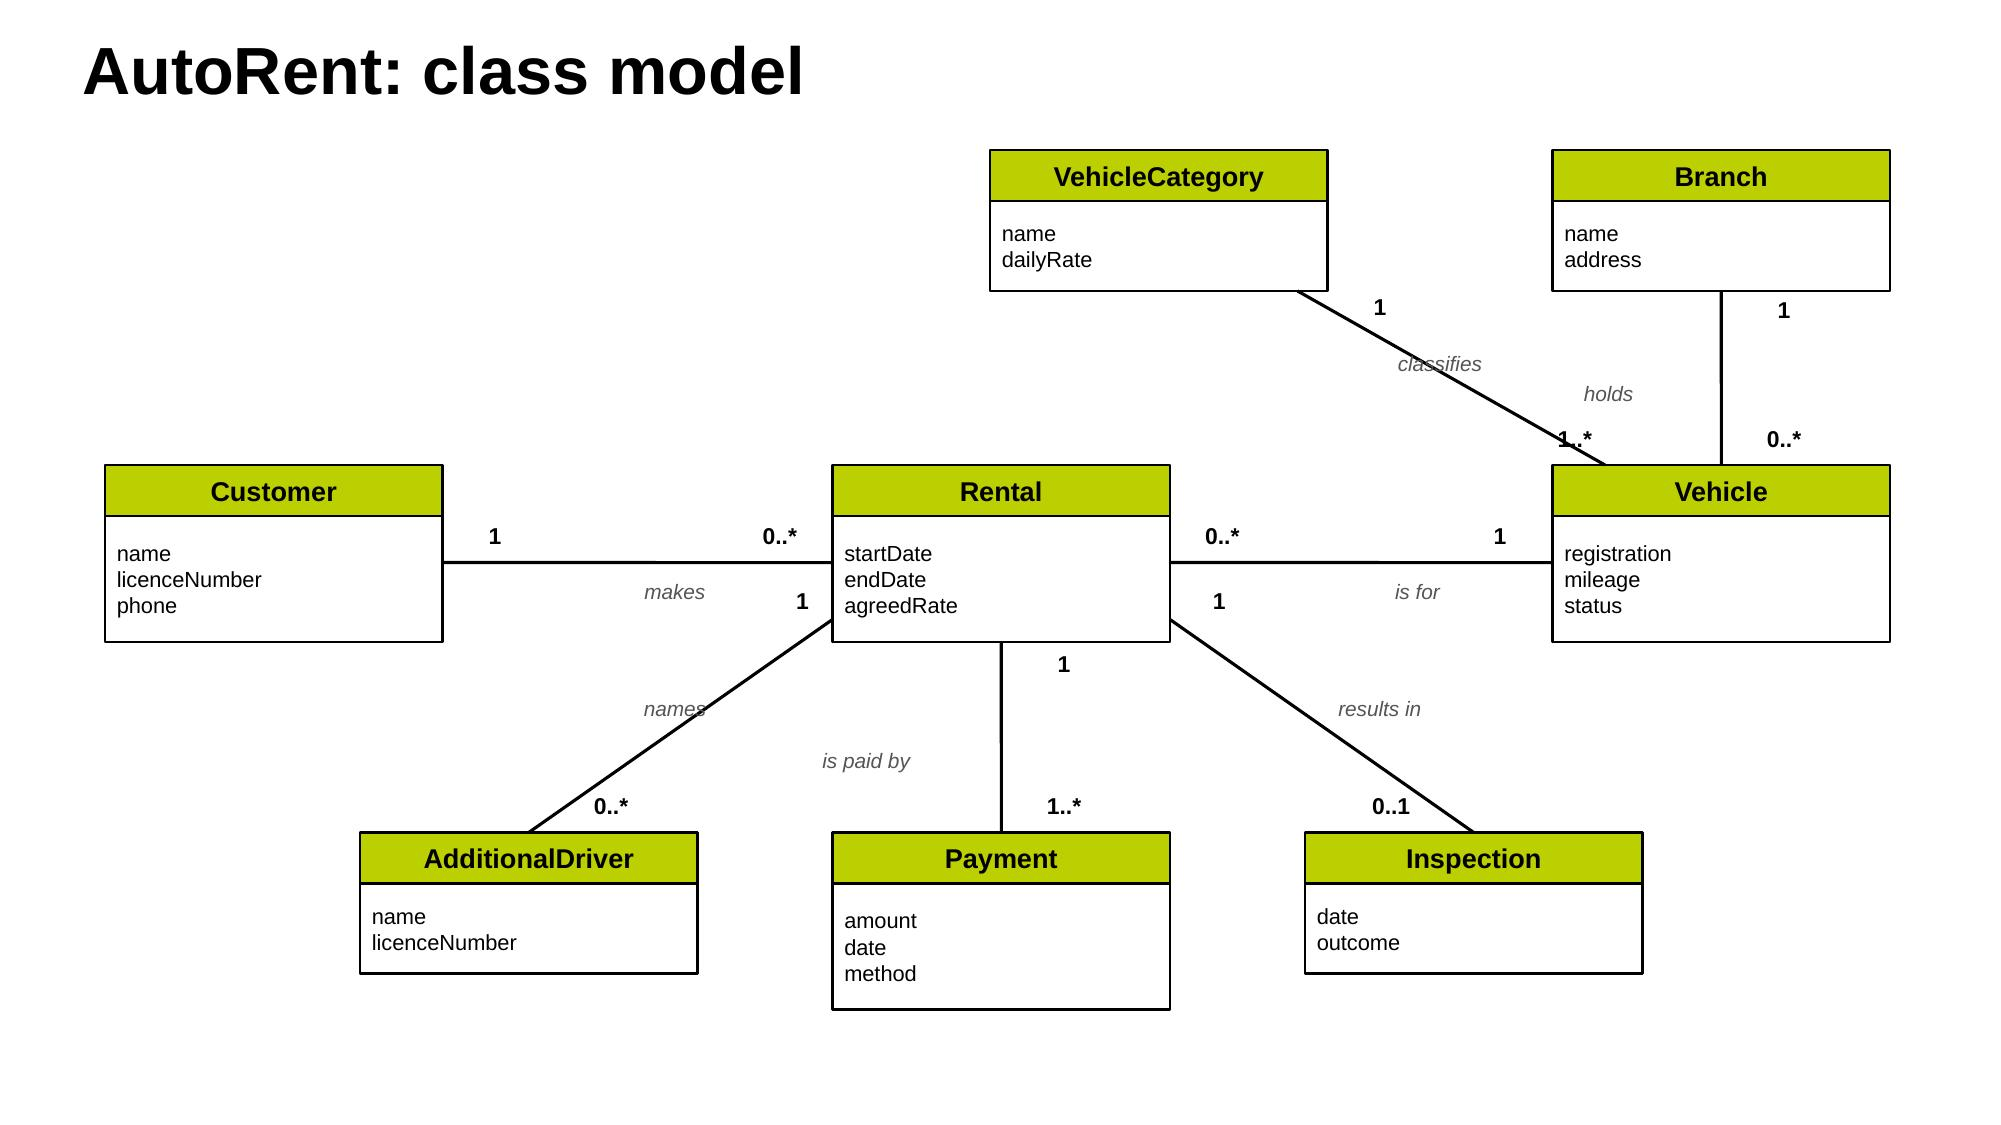 AutoRent: class model
VehicleCategory
name
dailyRate
Branch
name
address
1
1
classifies
holds
1..*
0..*
Customer
name
licenceNumber
phone
Rental
startDate
endDate
agreedRate
Vehicle
registration
mileage
status
1
0..*
0..*
1
makes
1
1
is for
1
names
results in
is paid by
0..*
1..*
0..1
AdditionalDriver
name
licenceNumber
Payment
amount
date
method
Inspection
date
outcome